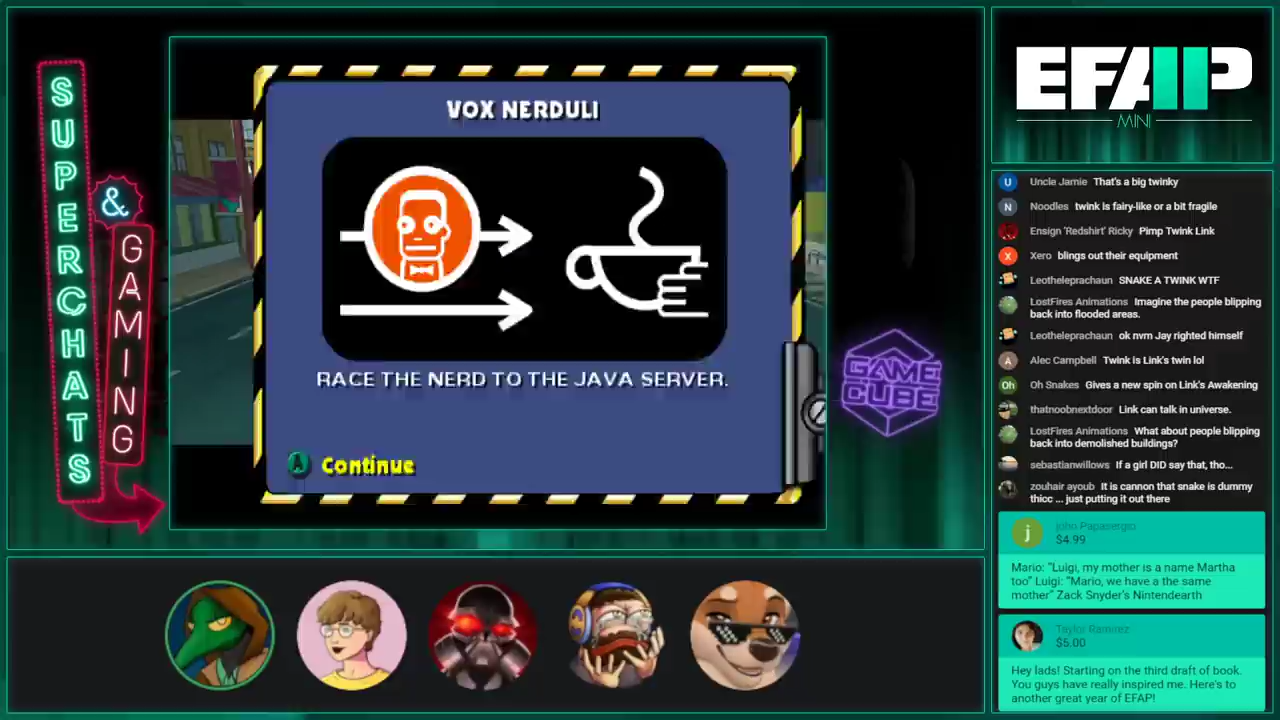 SUPERCHATS
&
GAMING
VOX NERDULI
RACE THE NERD TO THE JAVA SERVER.
A Continue
GAME
CUBE
EFAP
MINI
U Uncle Jamie That's a big twinky
N Noodles twink is fairy-like or a bit fragile
Ensign 'Redshirt' Ricky Pimp Twink Link
X Xero blings out their equipment
Leotheleprachaun SNAKE A TWINK WTF
LostFires Animations Imagine the people blipping
back into flooded areas.
Leotheleprachaun ok nvm Jay righted himself
A Alec Campbell Twink is Link's twin lol
Oh Oh Snakes Gives a new spin on Link's Awakening
thatnoobnextdoor Link can talk in universe.
LostFires Animations What about people blipping
back into demolished buildings?
sebastianwillows If a girl DID say that, tho...
zouhair ayoub It is cannon that snake is dummy
thicc ... just putting it out there
j john Papasergio
$4.99
Mario: "Luigi, my mother is a name Martha
too" Luigi: "Mario, we have a the same
mother" Zack Snyder's Nintendearth
Taylor Ramirez
$5.00
Hey lads! Starting on the third draft of book.
You guys have really inspired me. Here's to
another great year of EFAP!